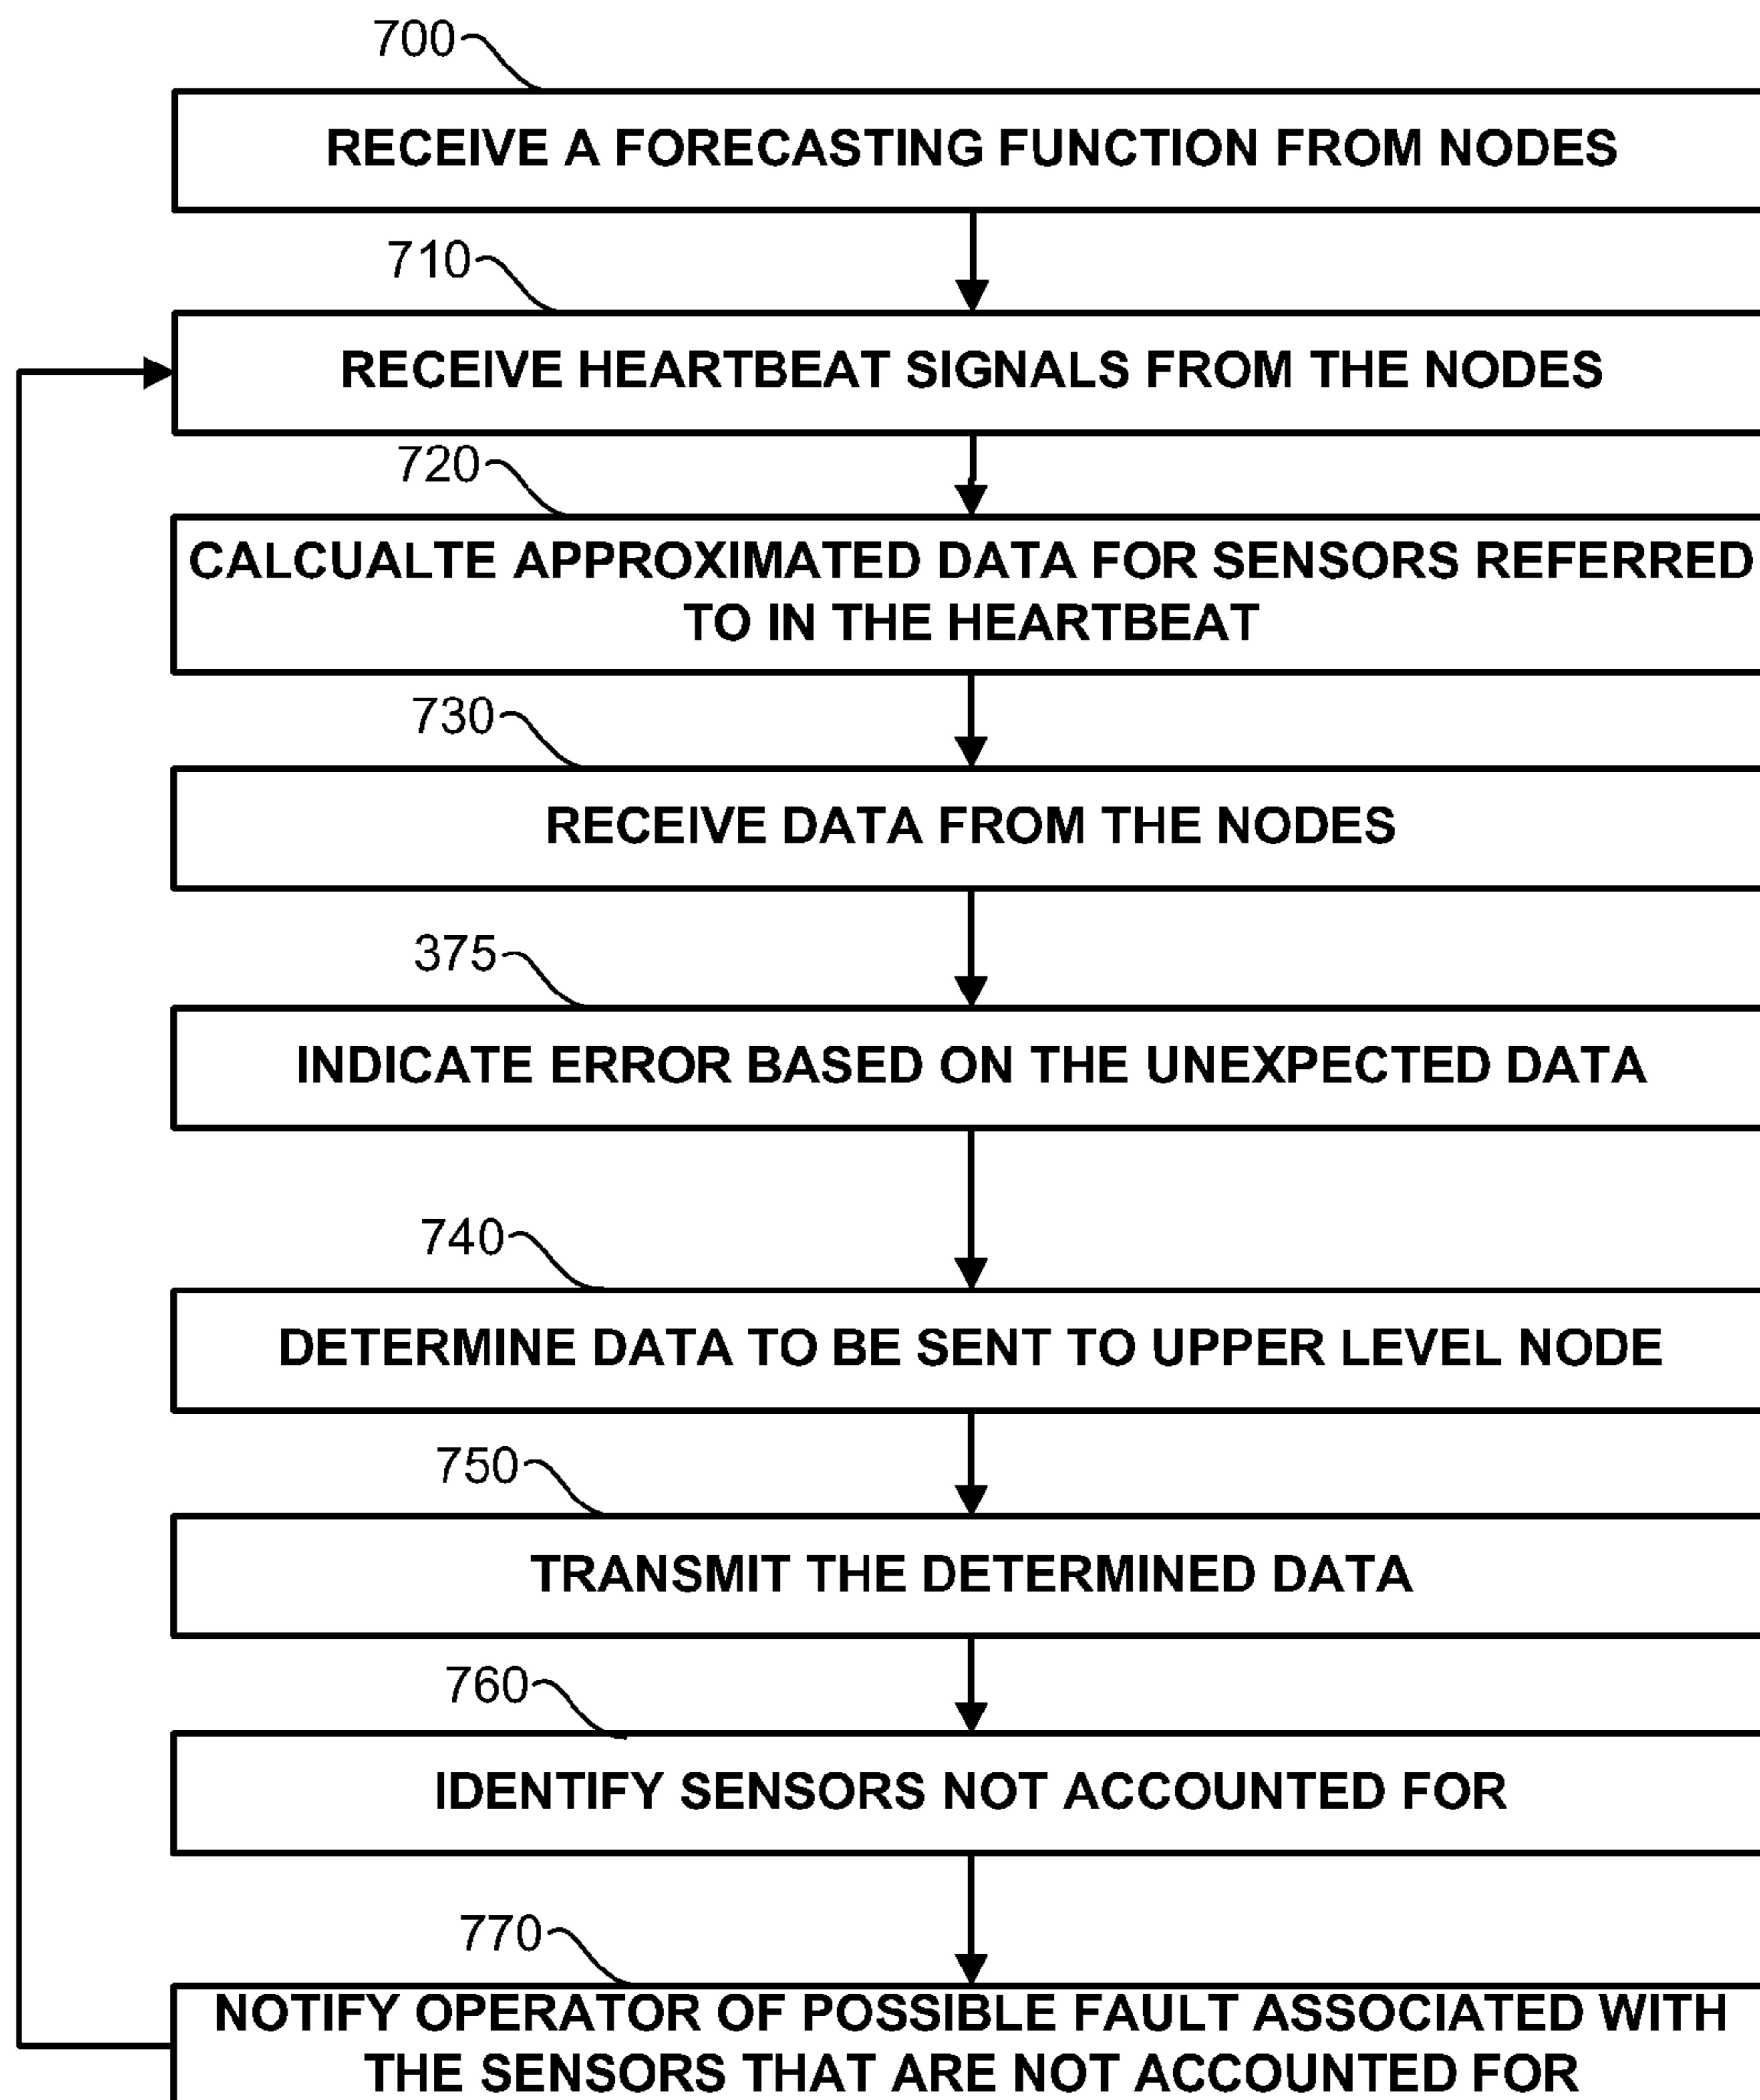 700
RECEIVE A FORECASTING FUNCTION FROM NODES
710
RECEIVE HEARTBEAT SIGNALS FROM THE NODES
720
CALCUALTE APPROXIMATED DATA FOR SENSORS REFERRED
TO IN THE HEARTBEAT
730
RECEIVE DATA FROM THE NODES
375
INDICATE ERROR BASED ON THE UNEXPECTED DATA
740
DETERMINE DATA TO BE SENT TO UPPER LEVEL NODE
750
TRANSMIT THE DETERMINED DATA
760
IDENTIFY SENSORS NOT ACCOUNTED FOR
770
NOTIFY OPERATOR OF POSSIBLE FAULT ASSOCIATED WITH
THE SENSORS THAT ARE NOT ACCOUNTED FOR